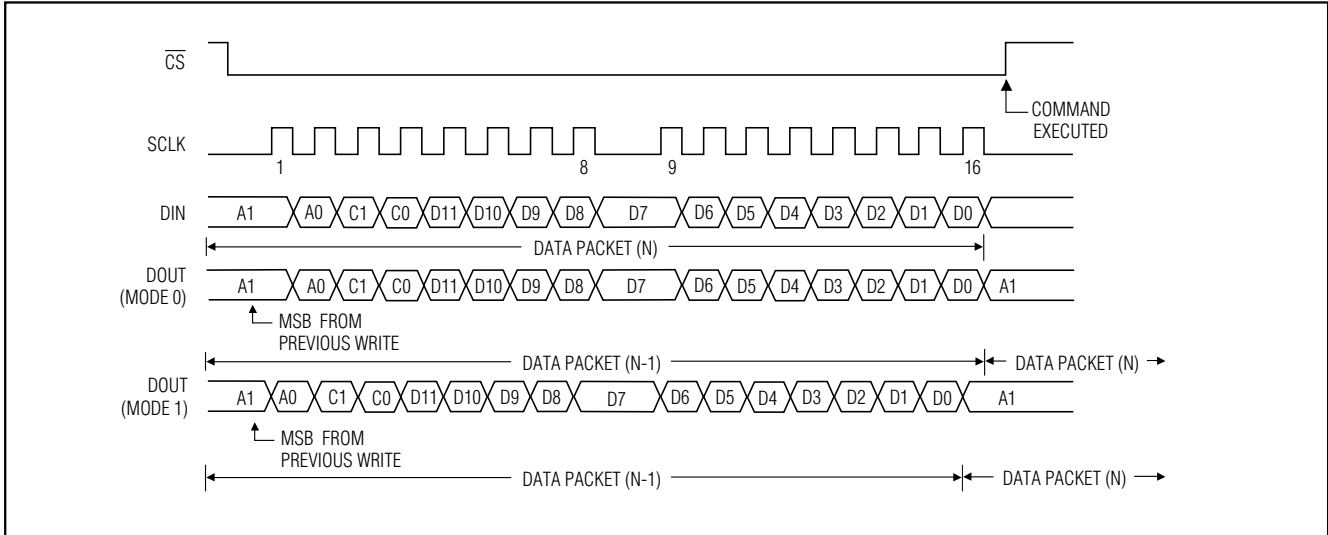 CS
COMMAND
EXECUTED
SCLK
1 8 9 16
DIN A1 A0 C1 C0 D11 D10 D9 D8 D7 D6 D5 D4 D3 D2 D1 D0
DATA PACKET (N)
DOUT
(MODE 0)
A1 A0 C1 C0 D11 D10 D9 D8 D7 D6 D5 D4 D3 D2 D1 D0 A1
MSB FROM
PREVIOUS WRITE
DATA PACKET (N-1) DATA PACKET (N)
DOUT
(MODE 1)
A1 A0 C1 C0 D11 D10 D9 D8 D7 D6 D5 D4 D3 D2 D1 D0 A1
MSB FROM
PREVIOUS WRITE
DATA PACKET (N-1) DATA PACKET (N)